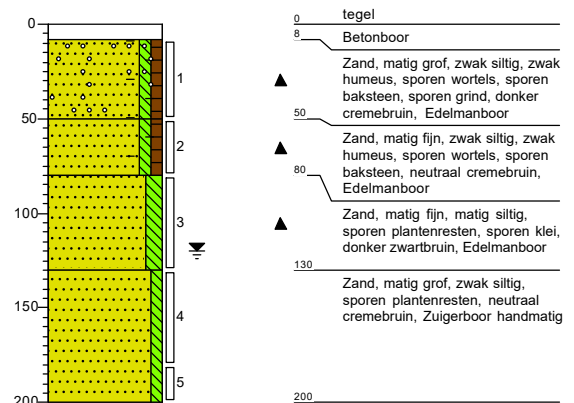 0
50
100
150
200
1
2
3
4
5
0
tegel
8
Betonboor
Zand, matig grof, zwak siltig, zwak
humeus, sporen wortels, sporen
baksteen, sporen grind, donker
cremebruin, Edelmanboor
50
Zand, matig fijn, zwak siltig, zwak
humeus, sporen wortels, sporen
baksteen, neutraal cremebruin,
Edelmanboor
80
Zand, matig fijn, matig siltig,
sporen plantenresten, sporen klei,
donker zwartbruin, Edelmanboor
130
Zand, matig grof, zwak siltig,
sporen plantenresten, neutraal
cremebruin, Zuigerboor handmatig
200